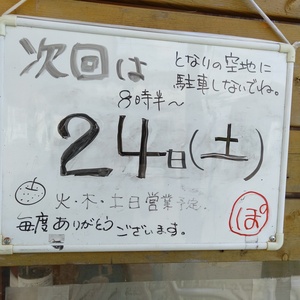 次回は
となりの空地に
駐車しないでね。
8時半～
24日(土)
火・木・土日営業予定
毎度ありがとうございます。
ぽ